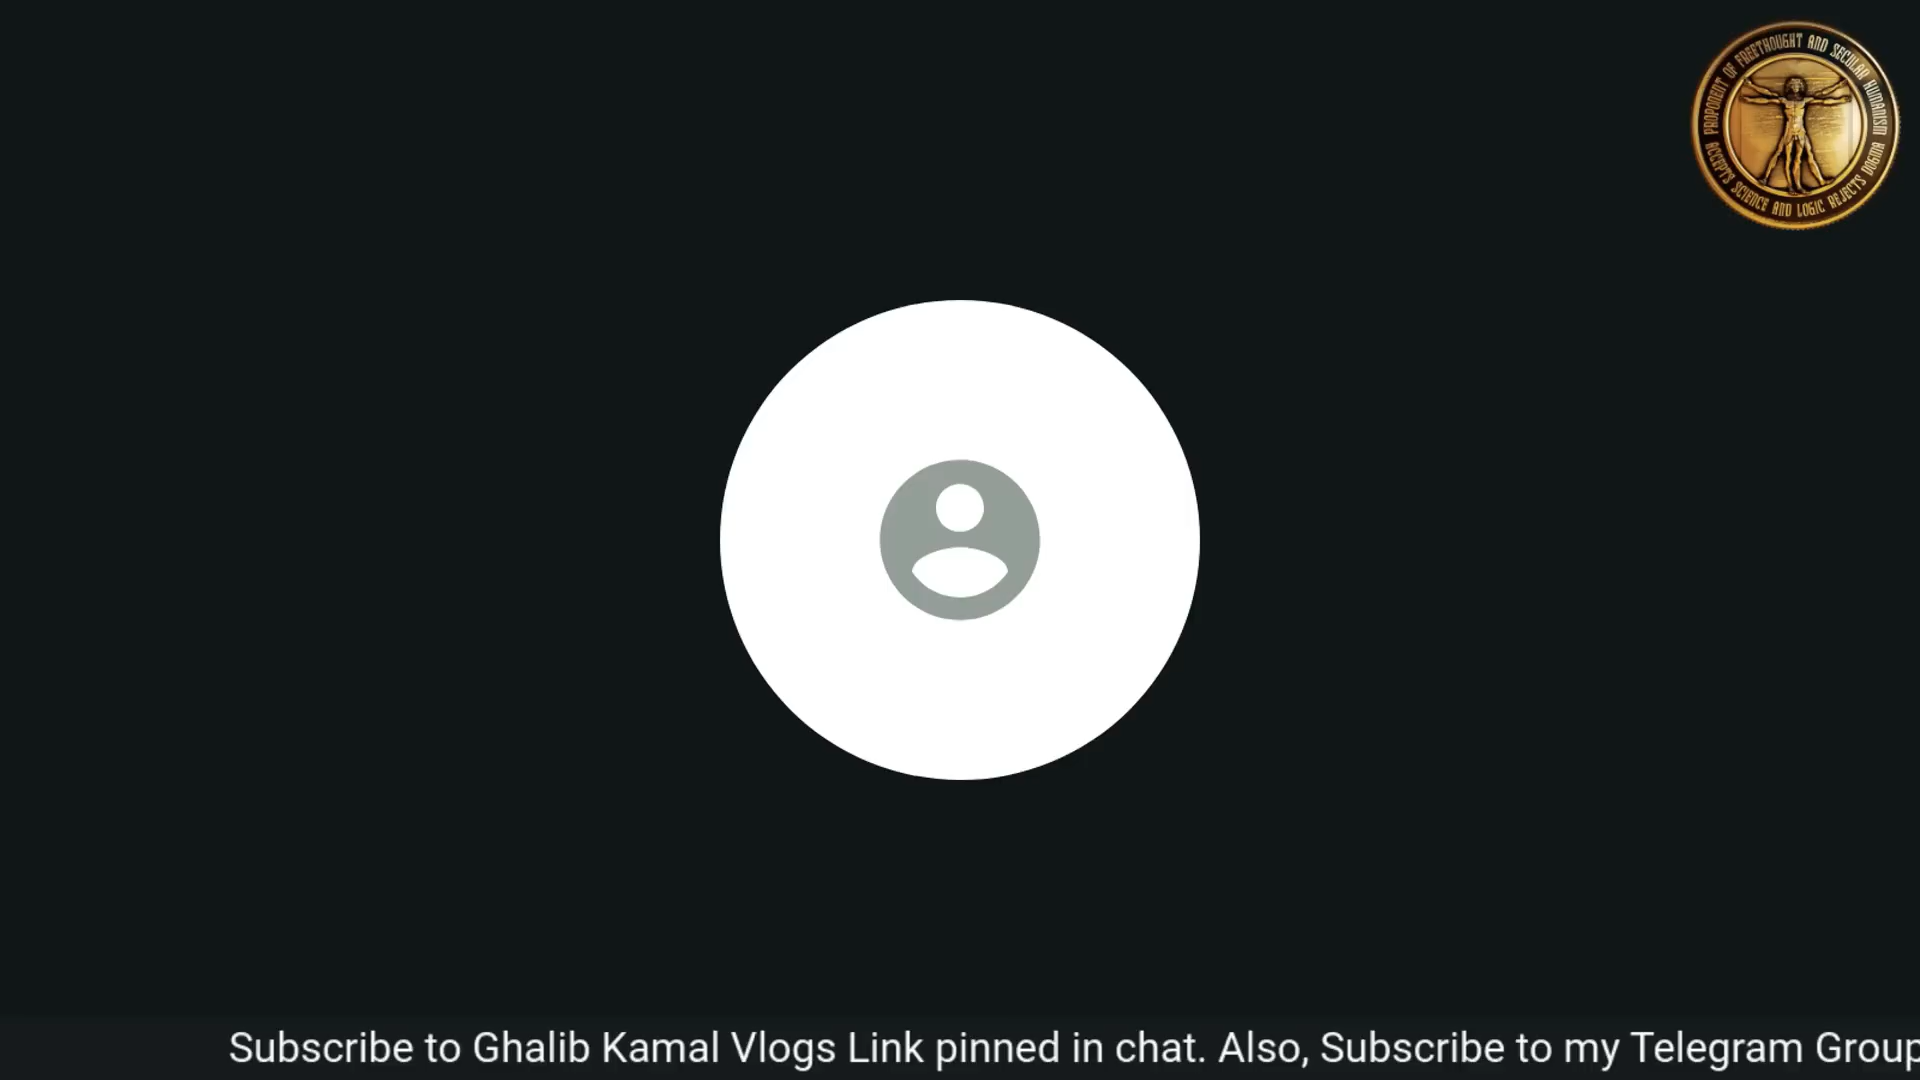 PROPONENT OF FREETHOUGHT AND SECULAR HUMANISM
ACCEPTS SCIENCE AND LOGIC REJECTS DOGMA
Subscribe to Ghalib Kamal Vlogs Link pinned in chat. Also, Subscribe to my Telegram Group